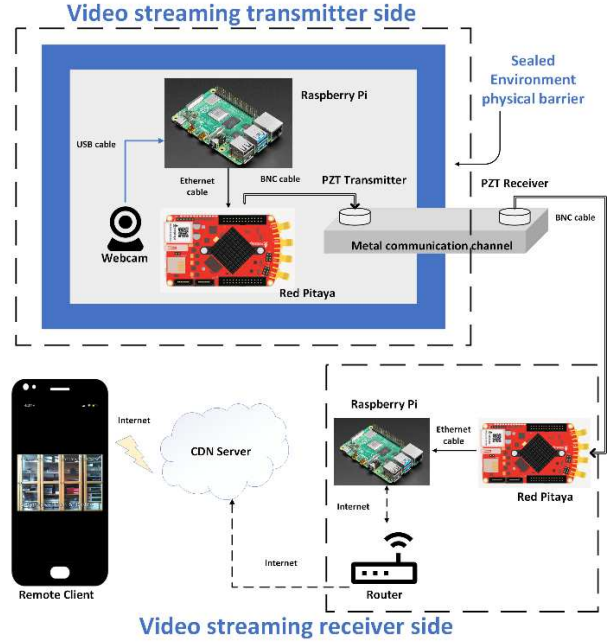 Video streaming transmitter side
Sealed
Environment
physical barrier
Raspberry Pi
USB cable
Ethernet
cable
BNC cable
PZT Transmitter
PZT Receiver
BNC cable
Metal communication channel
Webcam
Red Pitaya
Raspberry Pi
Internet
Ethernet
cable
CDN Server
Red Pitaya
Internet
Internet
Remote Client
Router
Video streaming receiver side